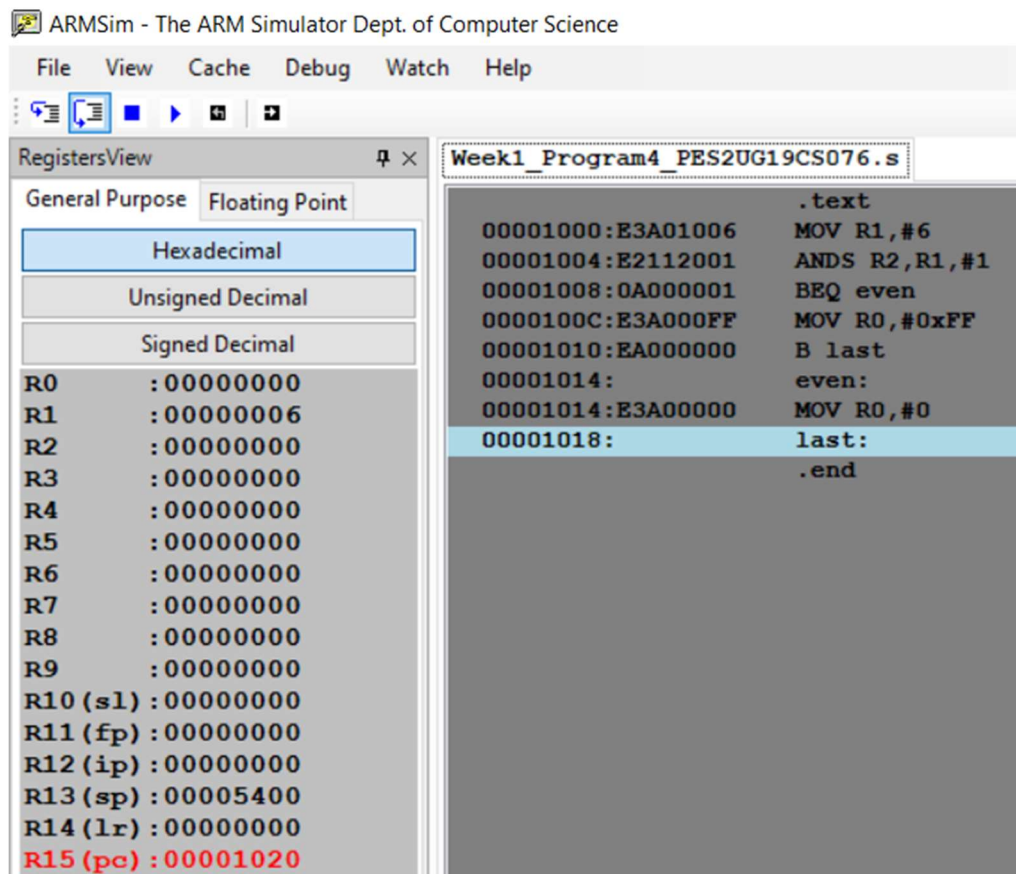 ARMSim - The ARM Simulator Dept. of Computer Science
File View Cache Debug Watch Help
RegistersView
General Purpose Floating Point
Hexadecimal
Unsigned Decimal
Signed Decimal
R0 :00000000
R1 :00000006
R2 :00000000
R3 :00000000
R4 :00000000
R5 :00000000
R6 :00000000
R7 :00000000
R8 :00000000
R9 :00000000
R10(sl):00000000
R11(fp):00000000
R12(ip):00000000
R13(sp):00005400
R14(lr):00000000
R15(pc):00001020
Week1_Program4_PES2UG19CS076.s
.text
00001000:E3A01006 MOV R1,#6
00001004:E2112001 ANDS R2,R1,#1
00001008:0A000001 BEQ even
0000100C:E3A000FF MOV R0,#0xFF
00001010:EA000000 B last
00001014: even:
00001014:E3A00000 MOV R0,#0
00001018: last:
.end